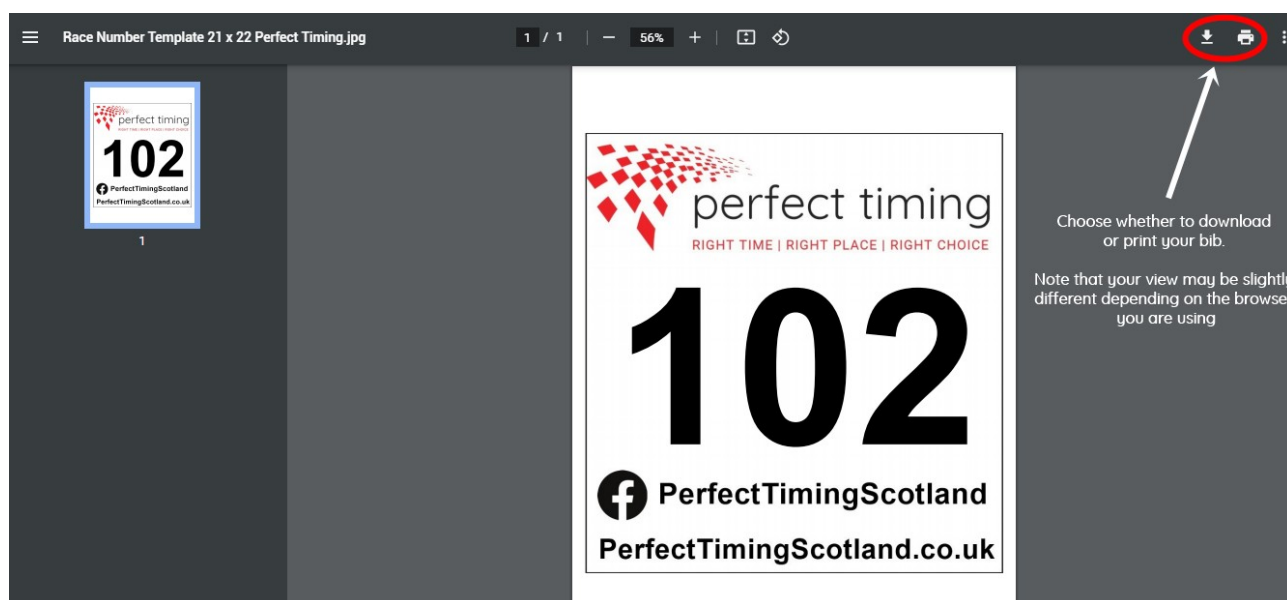 Race Number Template 21 x 22 Perfect Timing.jpg
1 / 1
56%
perfect timing
RIGHT TIME | RIGHT PLACE | RIGHT CHOICE
102
PerfectTimingScotland
PerfectTimingScotland.co.uk
1
perfect timing
RIGHT TIME | RIGHT PLACE | RIGHT CHOICE
102
PerfectTimingScotland
PerfectTimingScotland.co.uk
Choose whether to download
or print your bib.
Note that your view may be slightly
different depending on the browse
you are using